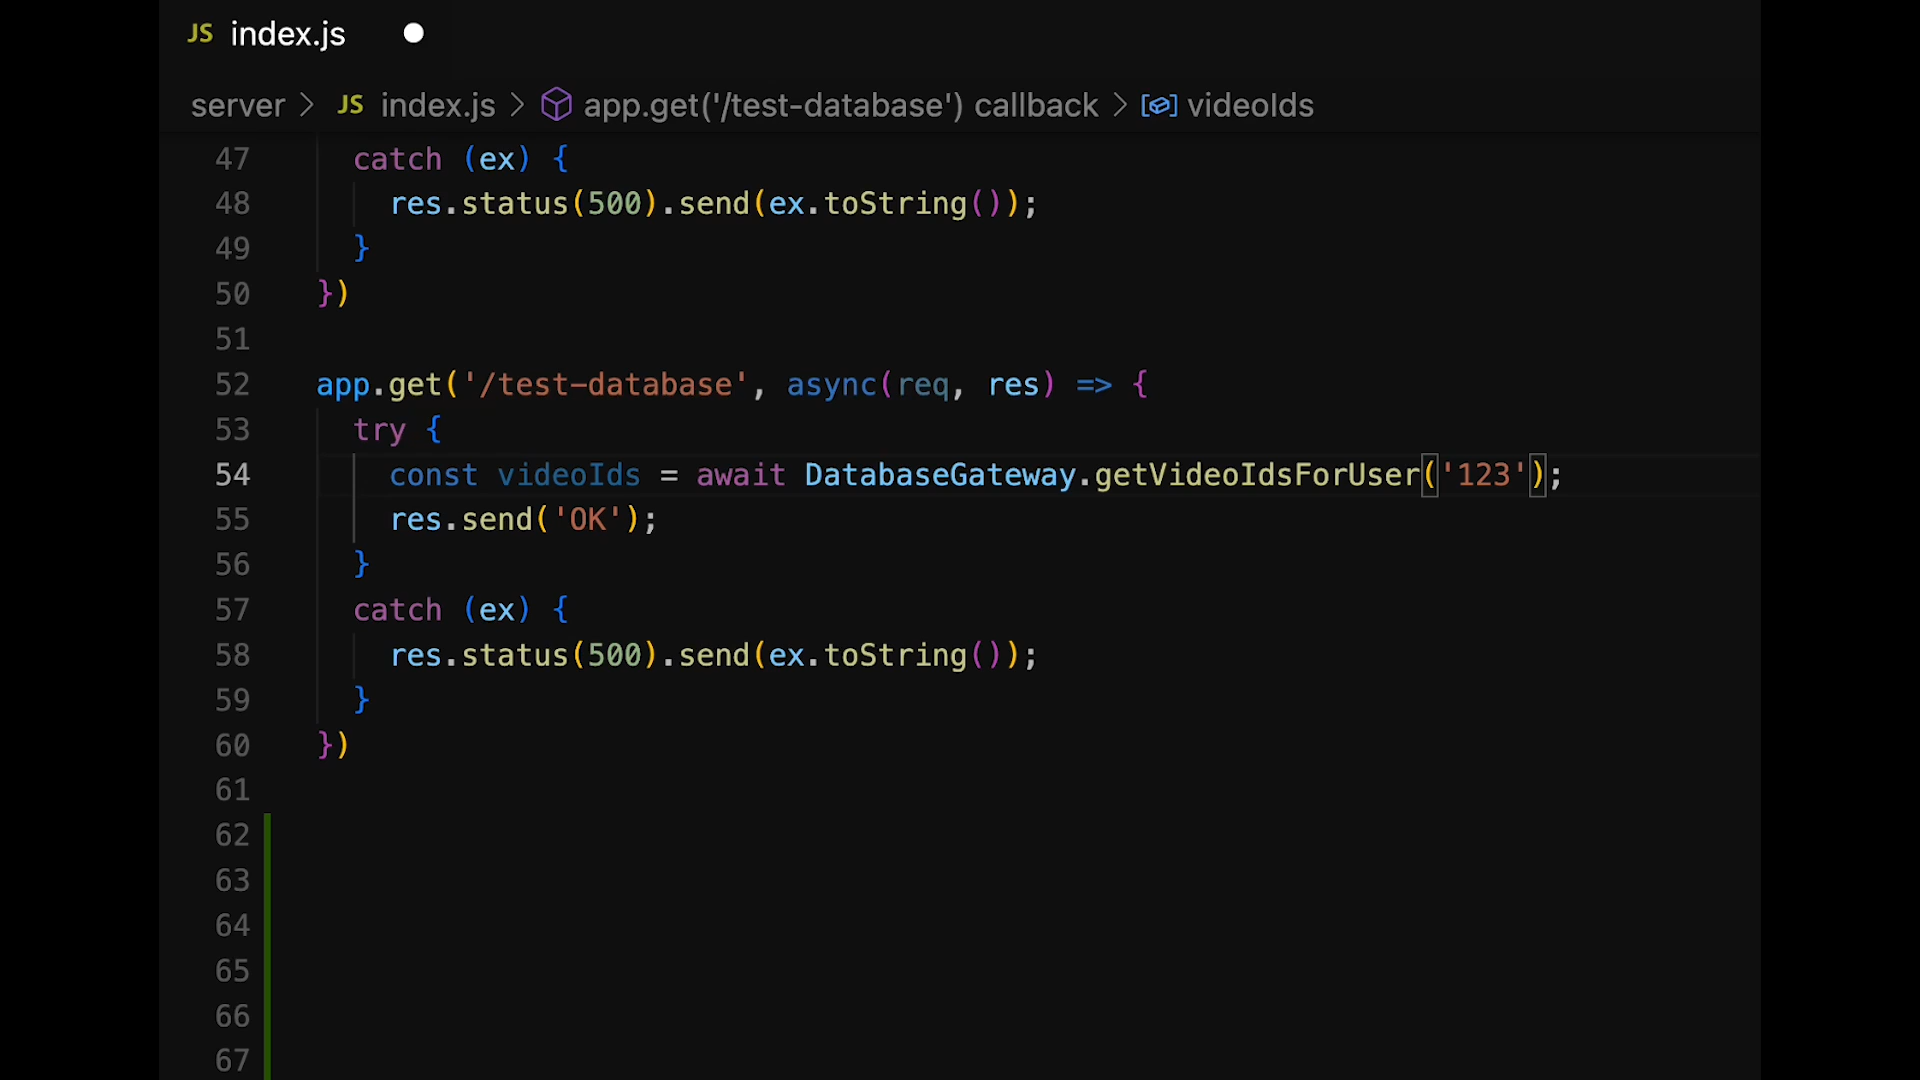 JS index.js
server > JS index.js > app.get('/test-database') callback > videoIds
47 catch (ex) {
48 res.status(500).send(ex.toString());
49 }
50 })
51
52 app.get('/test-database', async(req, res) => {
53 try {
54 const videoIds = await DatabaseGateway.getVideoIdsForUser('123');
55 res.send('OK');
56 }
57 catch (ex) {
58 res.status(500).send(ex.toString());
59 }
60 })
61
62
63
64
65
66
67